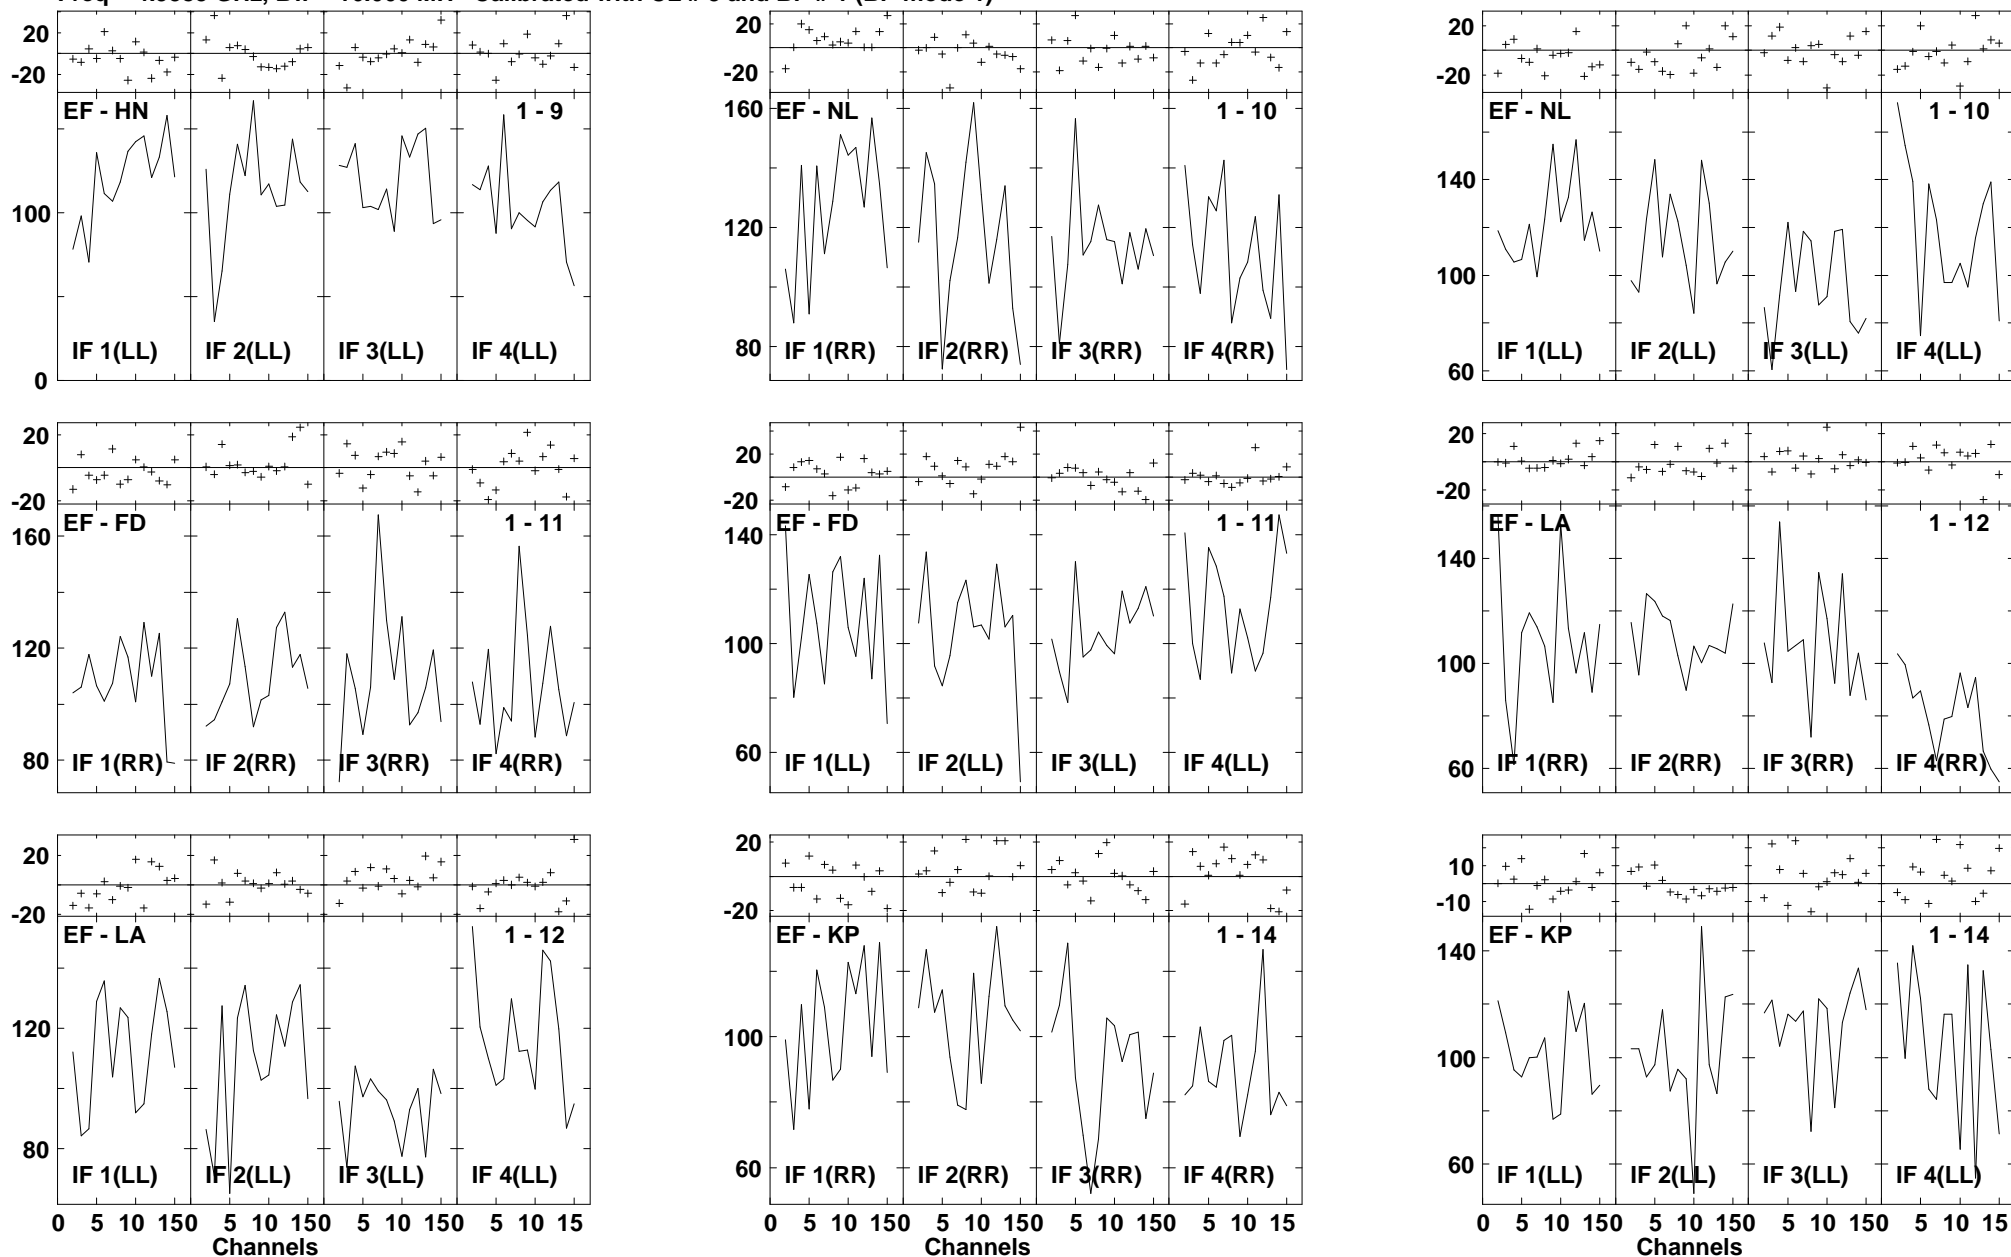 20
-20
EF - HN
1 - 9
100
0
IF 1(LL)
IF 2(LL)
IF 3(LL)
IF 4(LL)
20
-20
160
EF - NL
1 - 10
120
80
IF 1(RR)
IF 2(RR)
IF 3(RR)
IF 4(RR)
20
-20
EF - NL
1 - 10
140
100
60
IF 1(LL)
IF 2(LL)
IF 3(LL)
IF 4(LL)
20
-20
EF - FD
1 - 11
160
120
80
IF 1(RR)
IF 2(RR)
IF 3(RR)
IF 4(RR)
20
-20
EF - FD
1 - 11
140
100
60
IF 1(LL)
IF 2(LL)
IF 3(LL)
IF 4(LL)
20
-20
EF - LA
1 - 12
140
100
60
IF 1(RR)
IF 2(RR)
IF 3(RR)
IF 4(RR)
20
-20
EF - LA
1 - 12
120
80
IF 1(LL)
IF 2(LL)
IF 3(LL)
IF 4(LL)
0 5 10 150 5 10 150 5 10 150 5 10 15
Channels
20
-20
EF - KP
1 - 14
100
60
IF 1(RR)
IF 2(RR)
IF 3(RR)
IF 4(RR)
0 5 10 150 5 10 150 5 10 150 5 10 15
Channels
10
-10
EF - KP
1 - 14
140
100
60
IF 1(LL)
IF 2(LL)
IF 3(LL)
IF 4(LL)
0 5 10 150 5 10 150 5 10 150 5 10 15
Channels